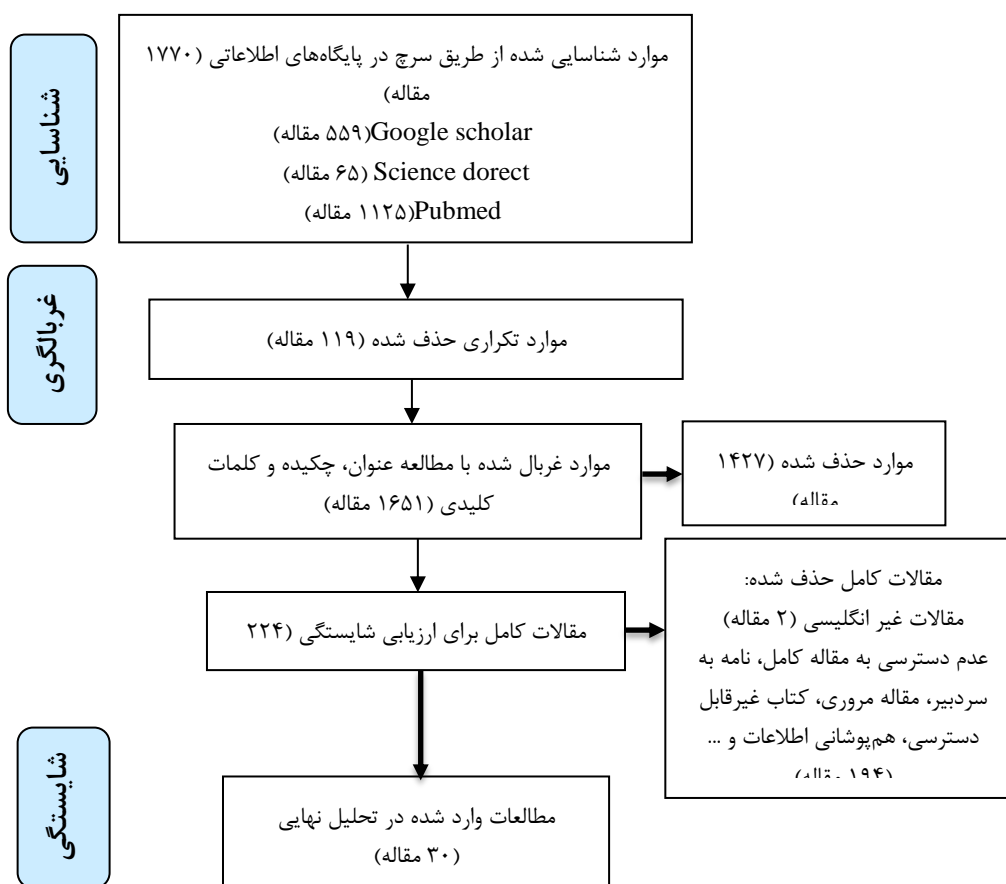 شناسایی
موارد شناسایی شده از طریق سرچ در پایگاه‌های اطلاعاتی (۱۷۷۰
مقاله)
Google scholar(۵۵۹ مقاله)
Science dorect (۶۵ مقاله)
Pubmed(۱۱۲۵ مقاله)
غربالگری
موارد تکراری حذف شده (۱۱۹ مقاله)
موارد غربال شده با مطالعه عنوان، چکیده و کلمات
کلیدی (۱۶۵۱ مقاله)
موارد حذف شده (۱۴۲۷
مقاله)
مقالات کامل برای ارزیابی شایستگی (۲۲۴
مقالات کامل حذف شده:
مقالات غیر انگلیسی (۲ مقاله)
عدم دسترسی به مقاله کامل، نامه به
سردبیر، مقاله مروری، کتاب غیرقابل
دسترسی، هم‌پوشانی اطلاعات و ...
(۱۹۴ مقاله)
شایستگی
مطالعات وارد شده در تحلیل نهایی
(۳۰ مقاله)